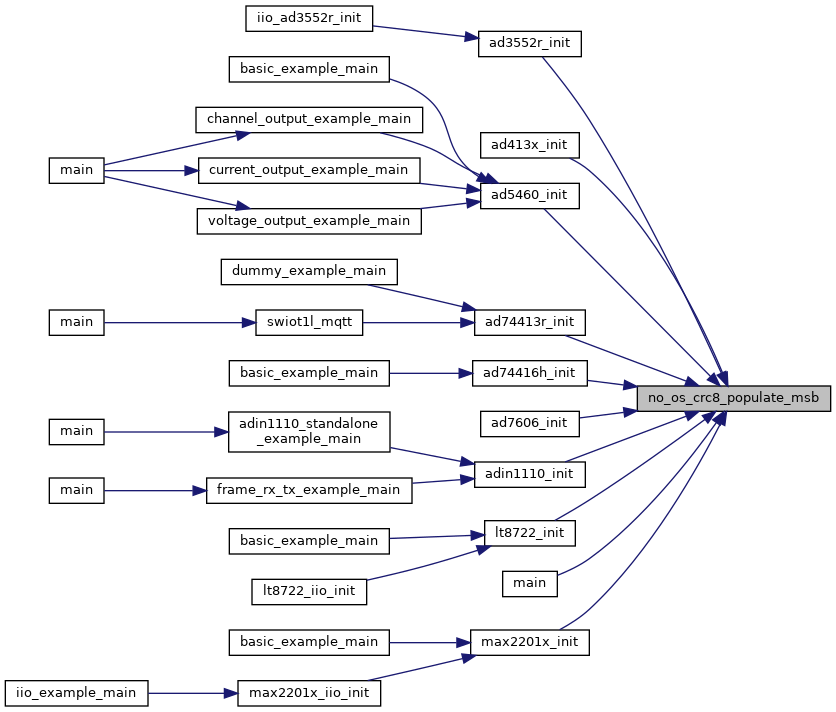 iio_ad3552r_init
ad3552r_init
basic_example_main
channel_output_example_main
ad413x_init
main
current_output_example_main
ad5460_init
voltage_output_example_main
dummy_example_main
main
swiot1l_mqtt
ad74413r_init
basic_example_main
ad74416h_init
no_os_crc8_populate_msb
ad7606_init
main
adin1110_standalone
_example_main
adin1110_init
main
frame_rx_tx_example_main
basic_example_main
lt8722_init
lt8722_iio_init
main
basic_example_main
max2201x_init
iio_example_main
max2201x_iio_init